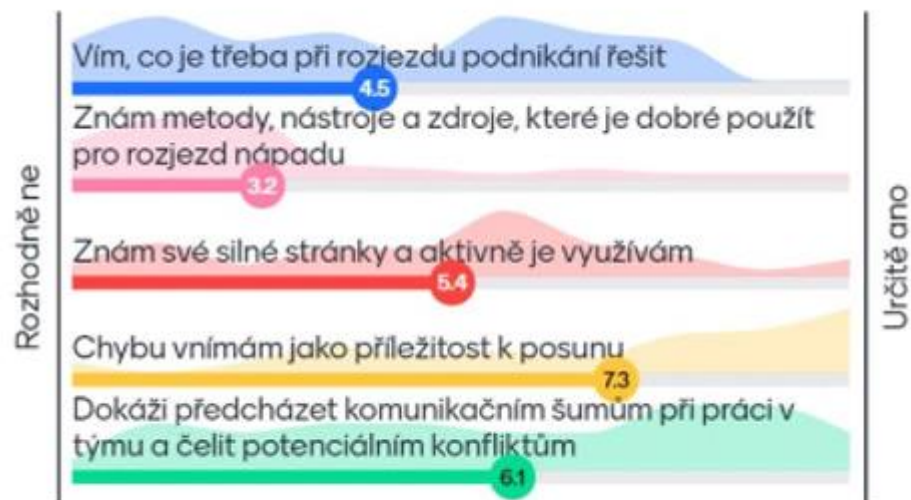 Rozhodně ne
Vím, co je třeba při rozjezdu podnikání řešit
4.5
Znám metody, nástroje a zdroje, které je dobré použít
pro rozjezd nápadu
3.2
Znám své silné stránky a aktivně je využívám
5.4
Chybu vnímám jako příležitost k posunu
7.3
Dokáži předcházet komunikačním šumům při práci v
týmu a čelit potenciálním konfliktům
6.1
Určitě ano